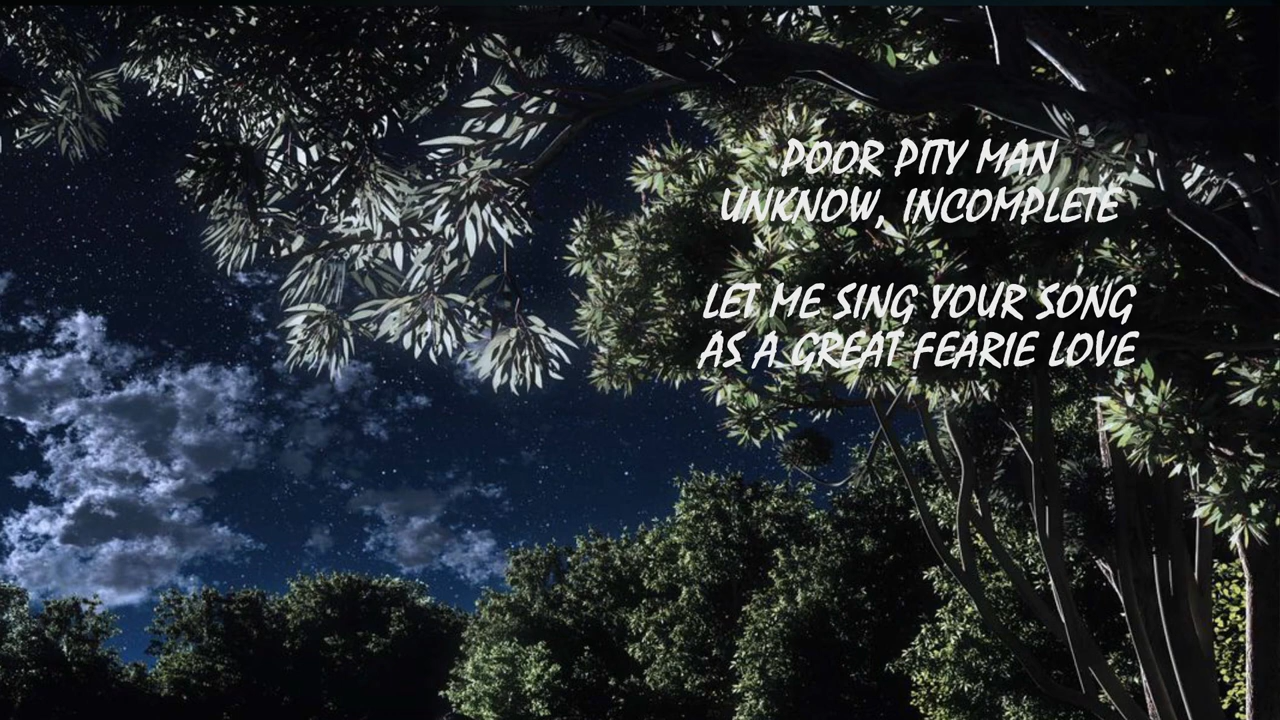 POOR PITY MAN
UNKNOW, INCOMPLETE
LET ME SING YOUR SONG
AS A GREAT FEARIE LOVE